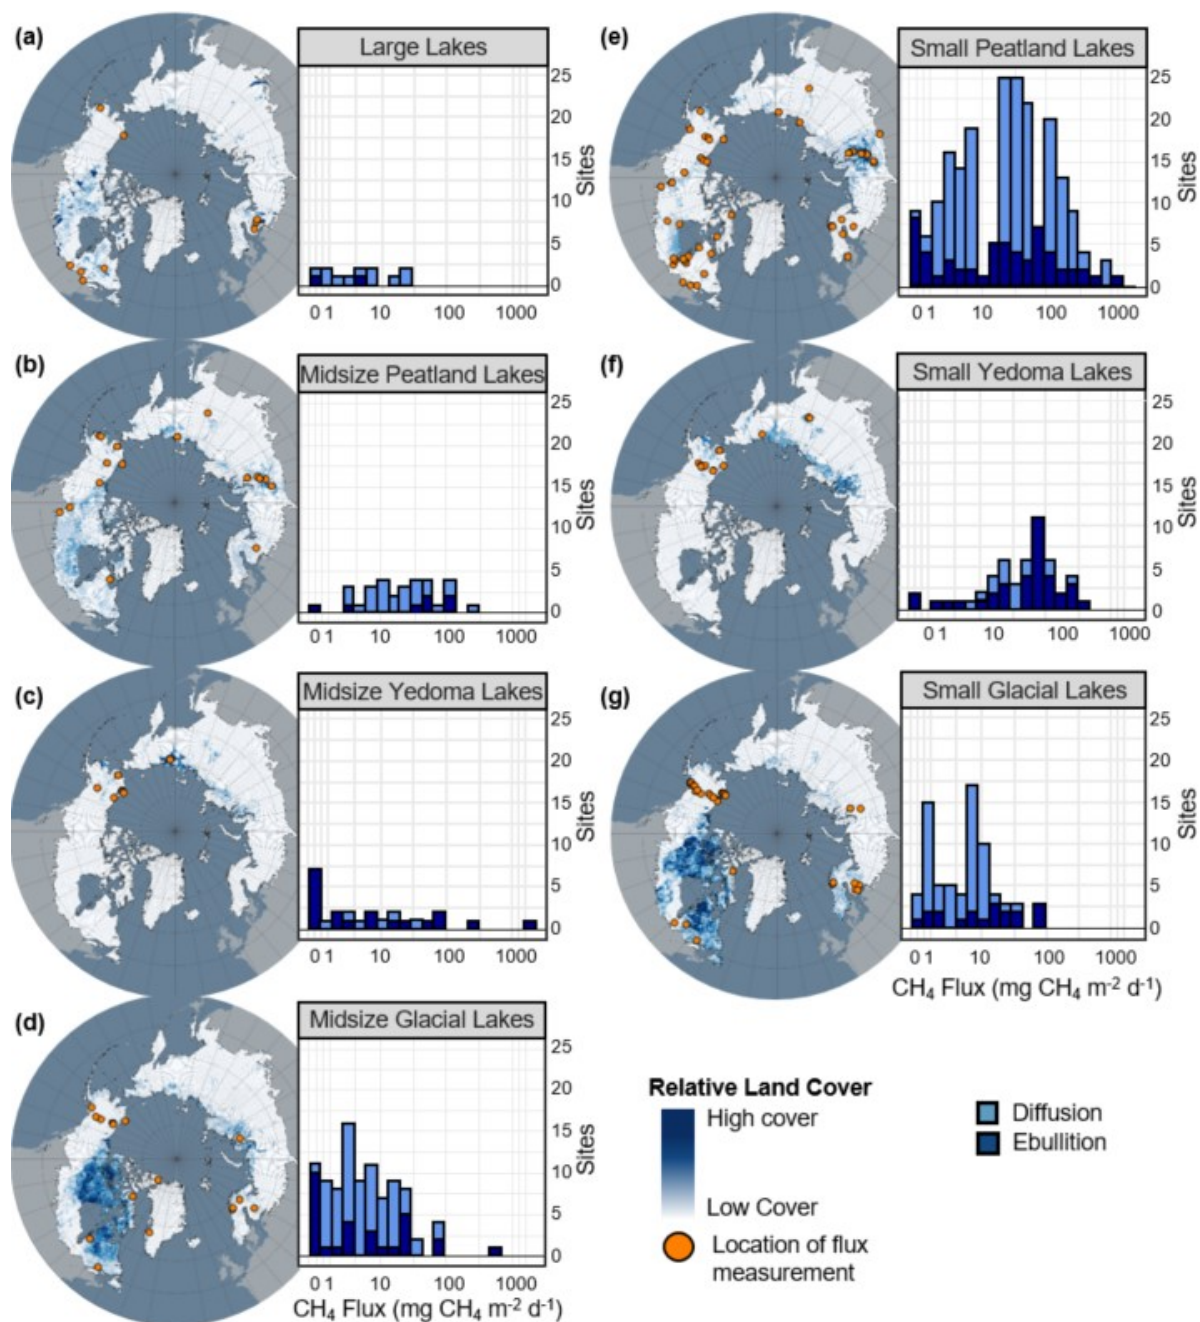 (a)
Large Lakes
25
20
15
10
5
0
Sites
0 1 10 1000
(b)
Midsize Peatland Lakes
25
20
15
10
5
0
Sites
0 1 10 100 1000
(c)
Midsize Yedoma Lakes
25
20
15
10
5
0
Sites
0 1 10 100 1000
(d)
Midsize Glacial Lakes
25
20
15
10
5
0
Sites
0 1 10 100 1000
CH₄ Flux (mg CH₄ m⁻² d⁻¹)
(e)
Small Peatland Lakes
25
20
15
10
5
0
Sites
0 1 10 100 1000
(f)
Small Yedoma Lakes
25
20
15
10
5
0
Sites
0 1 10 100 1000
(g)
Small Glacial Lakes
25
20
15
10
5
0
Sites
0 1 10 100 1000
CH₄ Flux (mg CH₄ m⁻² d⁻¹)
Relative Land Cover
High cover
Low Cover
Location of flux
measurement
Diffusion
Ebullition